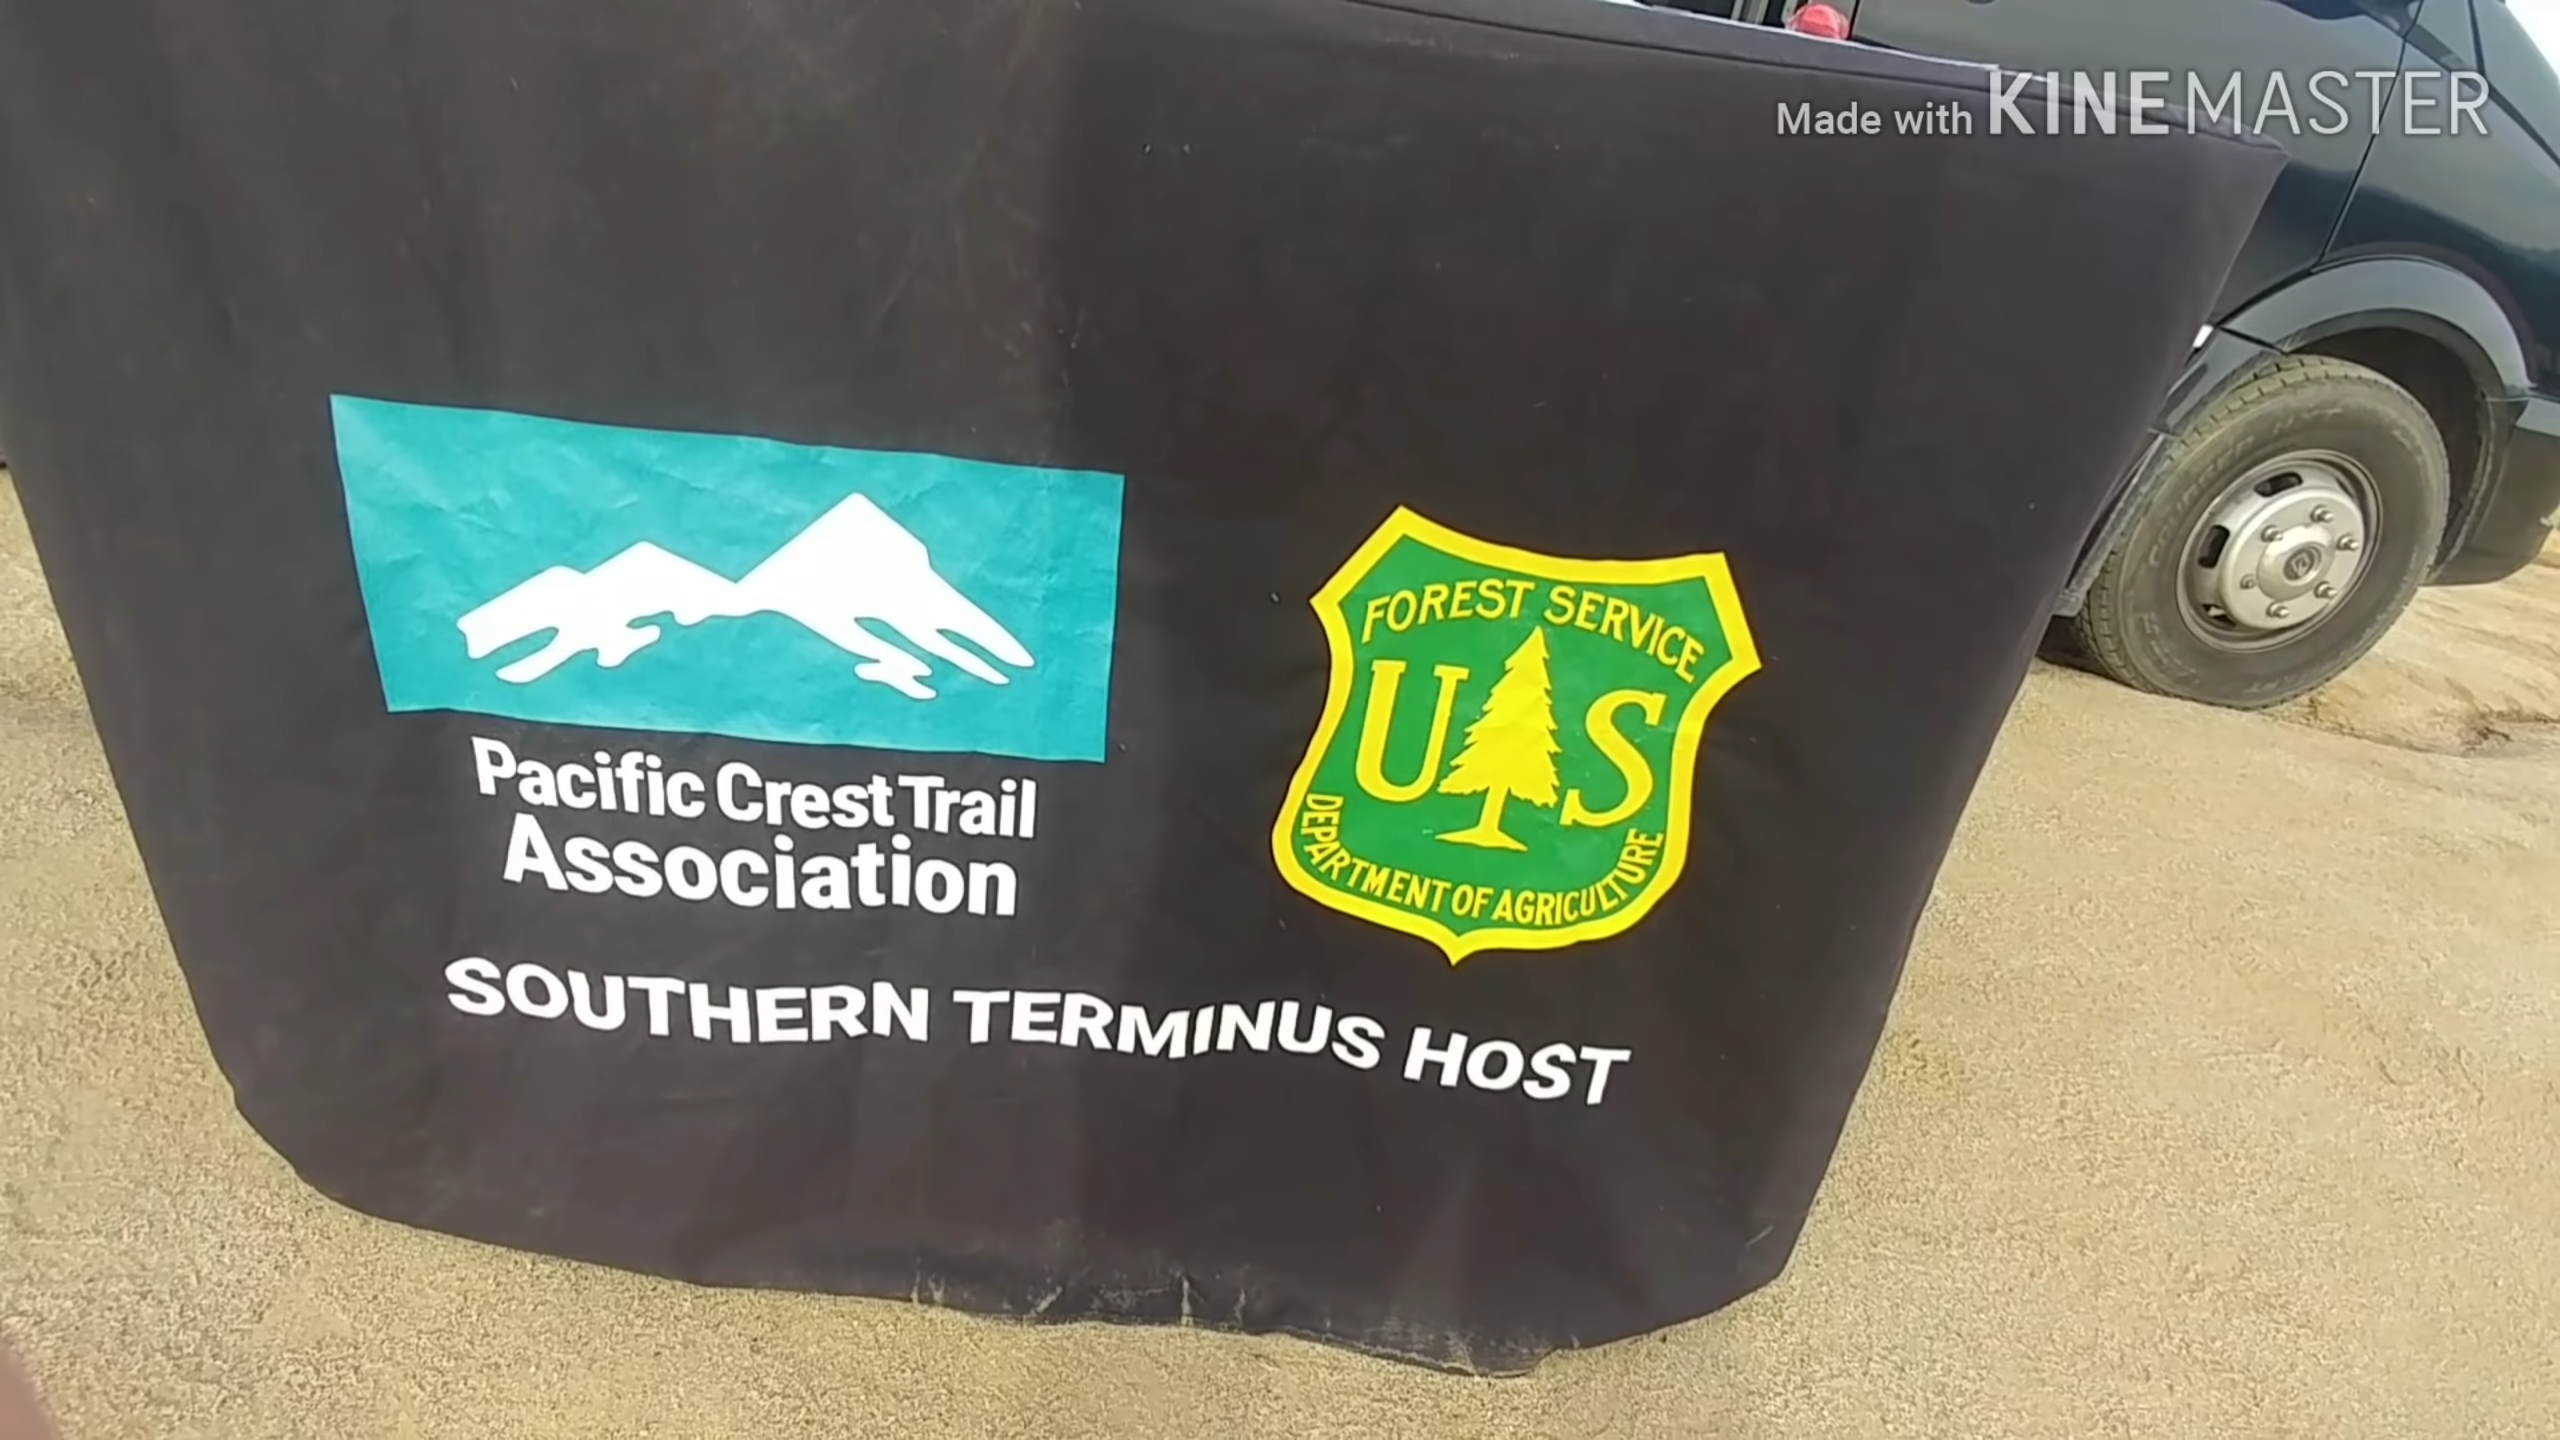 Made with KINEMASTER
Pacific Crest Trail
Association
FOREST SERVICE
U S
DEPARTMENT OF AGRICULTURE
SOUTHERN TERMINUS HOST